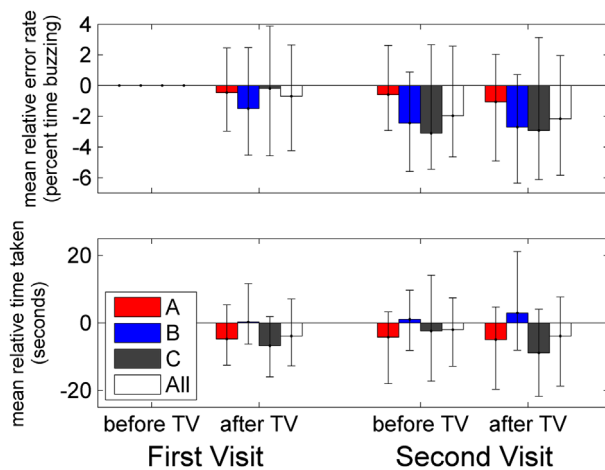 mean relative error rate
(percent time buzzing)
4
2
0
-2
-4
-6
mean relative time taken
(seconds)
20
0
-20
A
B
C
All
before TV after TV before TV after TV
First Visit Second Visit